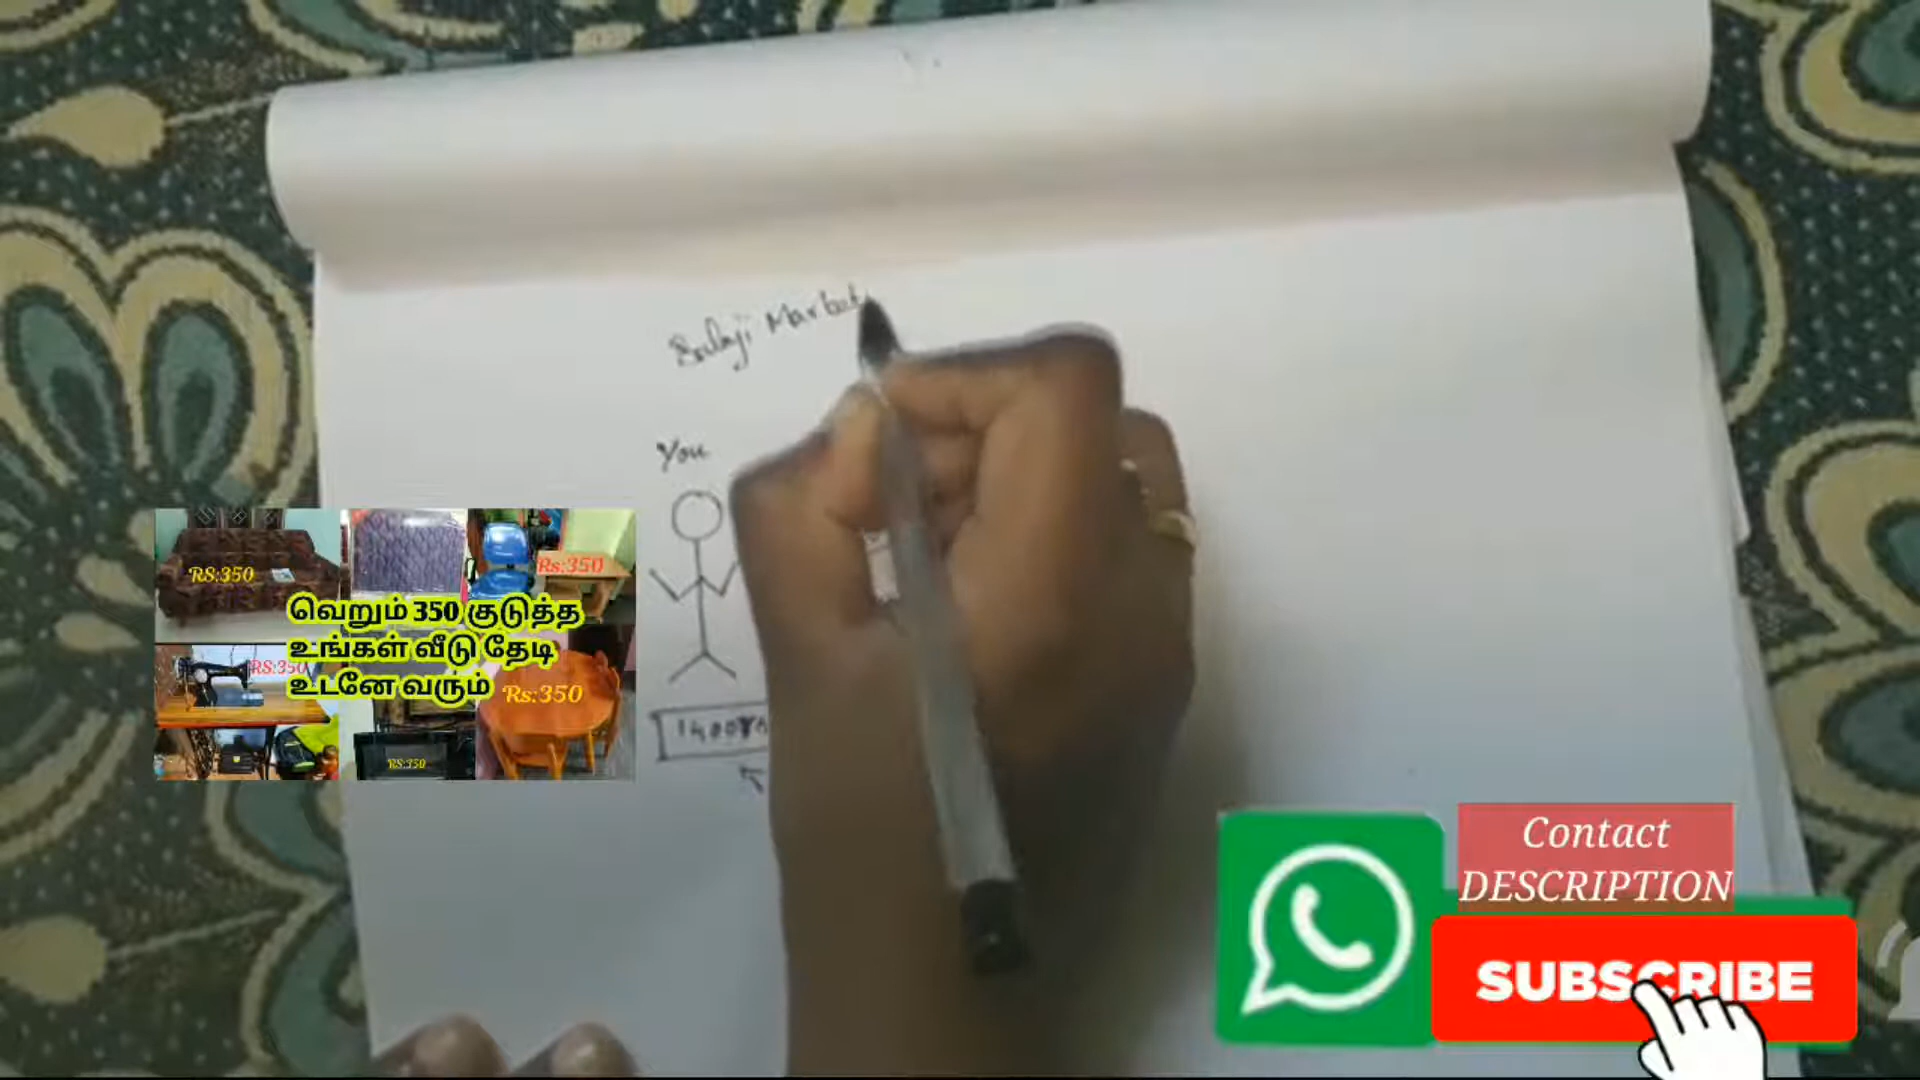 Balaji Market
You
RS:350
Rs:350
வெறும் 350 குடுத்த
உங்கள் வீடு தேடி
RS:350
உடனே வரும்
Rs:350
RS:350
Contact
DESCRIPTION
SUBSCRIBE